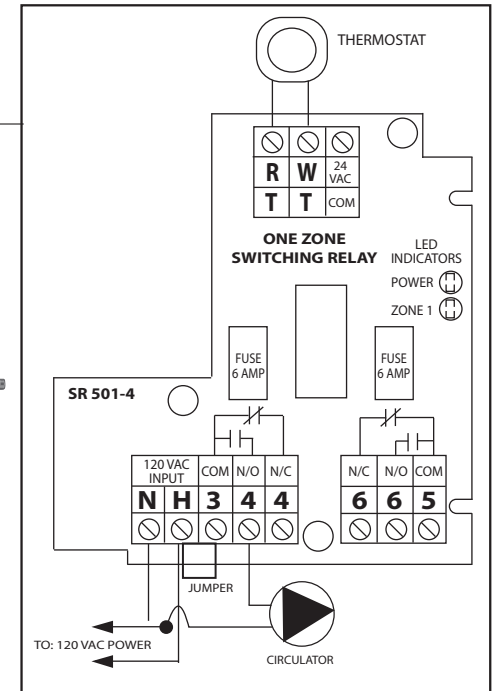 THERMOSTAT
R W 24 VAC
T T COM
ONE ZONE
SWITCHING RELAY
LED
INDICATORS
POWER
ZONE 1
FUSE
6 AMP
FUSE
6 AMP
SR 501-4
120 VAC
INPUT
COM N/O N/C
N H 3 4 4
N/C N/O COM
6 6 5
JUMPER
TO: 120 VAC POWER
CIRCULATOR